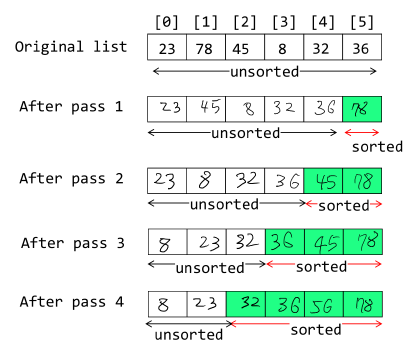 [0] [1] [2] [3] [4] [5]
Original list 23 78 45 8 32 36
unsorted
After pass 1 23 45 8 32 36 78
unsorted
sorted
After pass 2 23 8 32 36 45 78
unsorted sorted
After pass 3 8 23 32 36 45 78
unsorted sorted
After pass 4 8 23 32 36 56 78
unsorted sorted